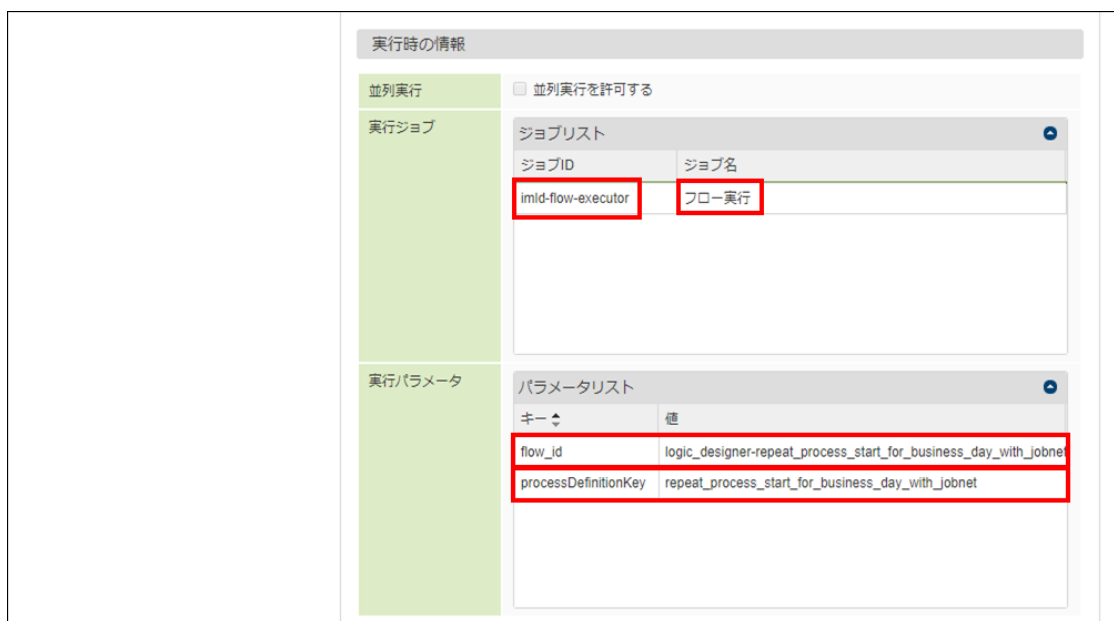 実行時の情報
並列実行
並列実行を許可する
実行ジョブ
ジョブリスト
ジョブID ジョブ名
imld-flow-executor フロー実行
実行パラメータ
パラメータリスト
キー 値
flow_id logic_designer-repeat_process_start_for_business_day_with_jobnet
processDefinitionKey repeat_process_start_for_business_day_with_jobnet